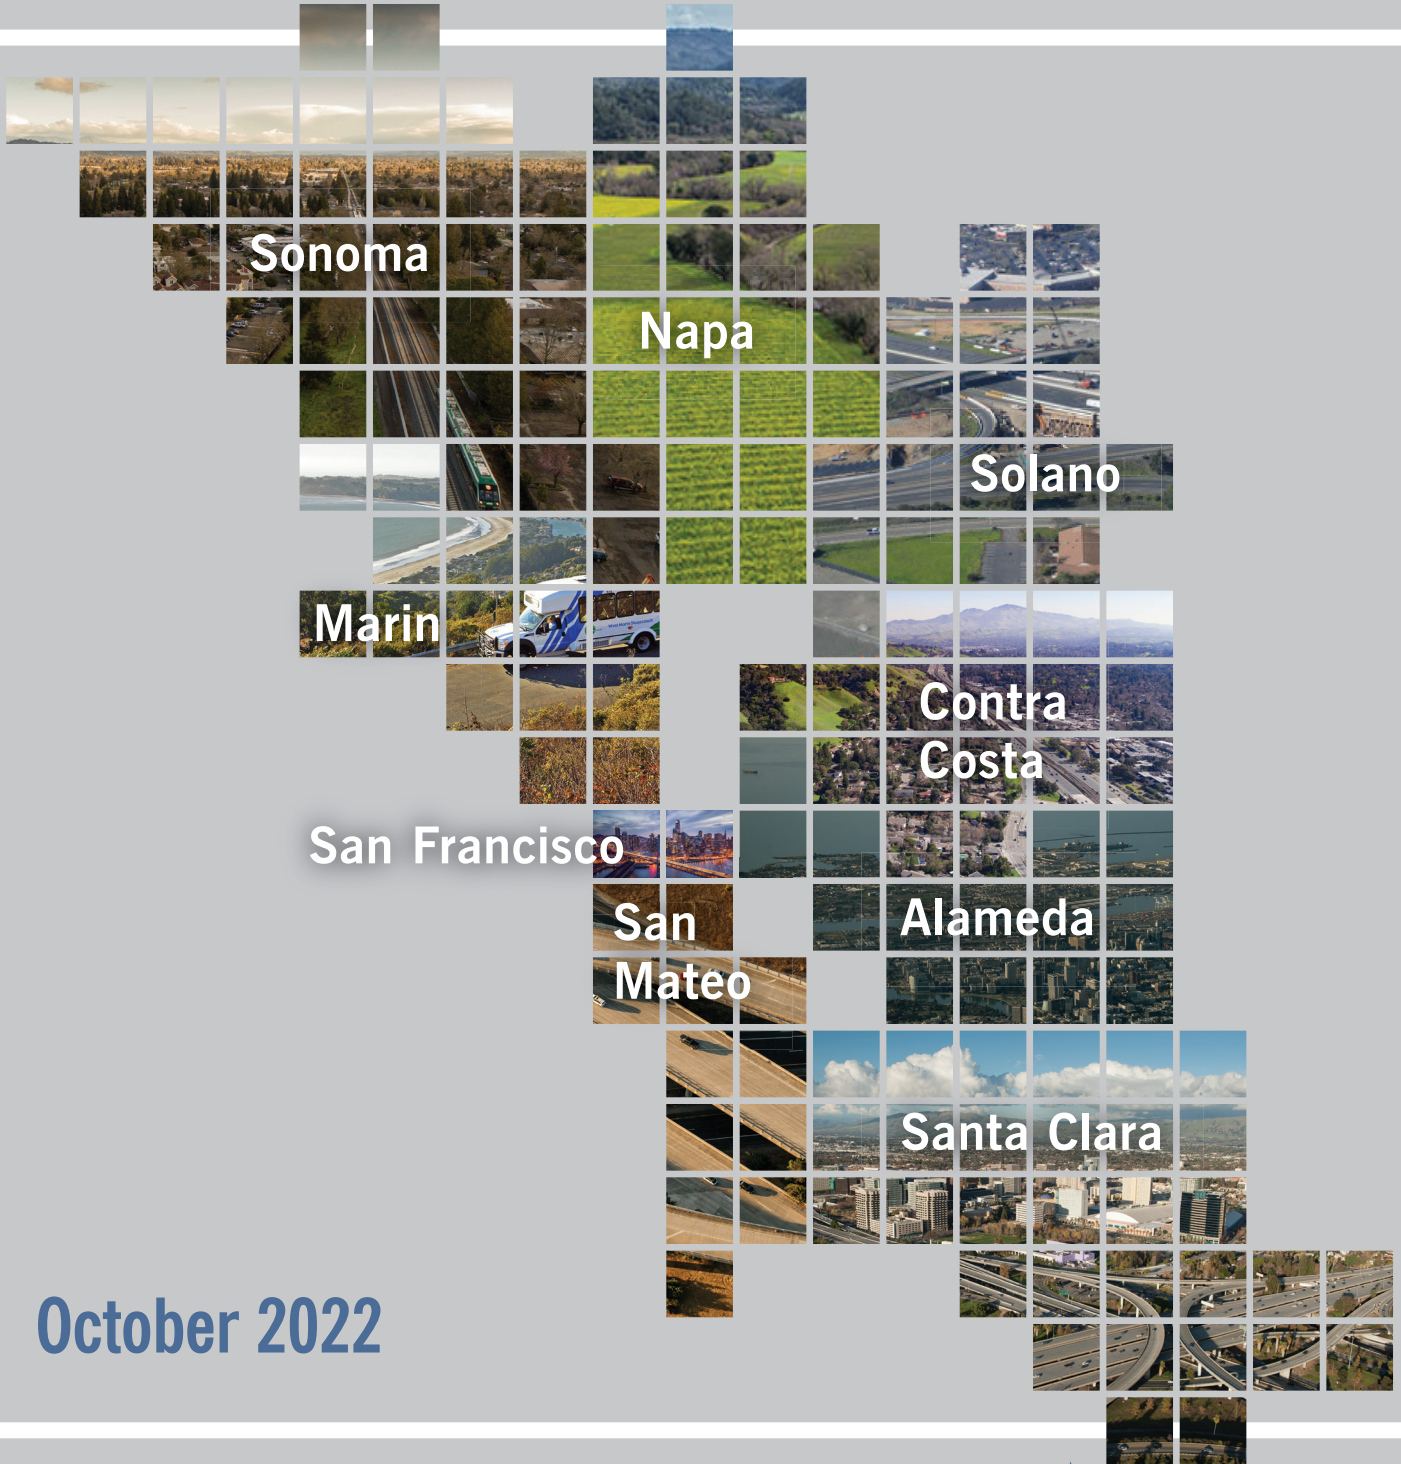 Sonoma
Napa
Solano
Marin
Contra
Costa
San Francisco
San
Mateo
Alameda
Santa Clara
October 2022